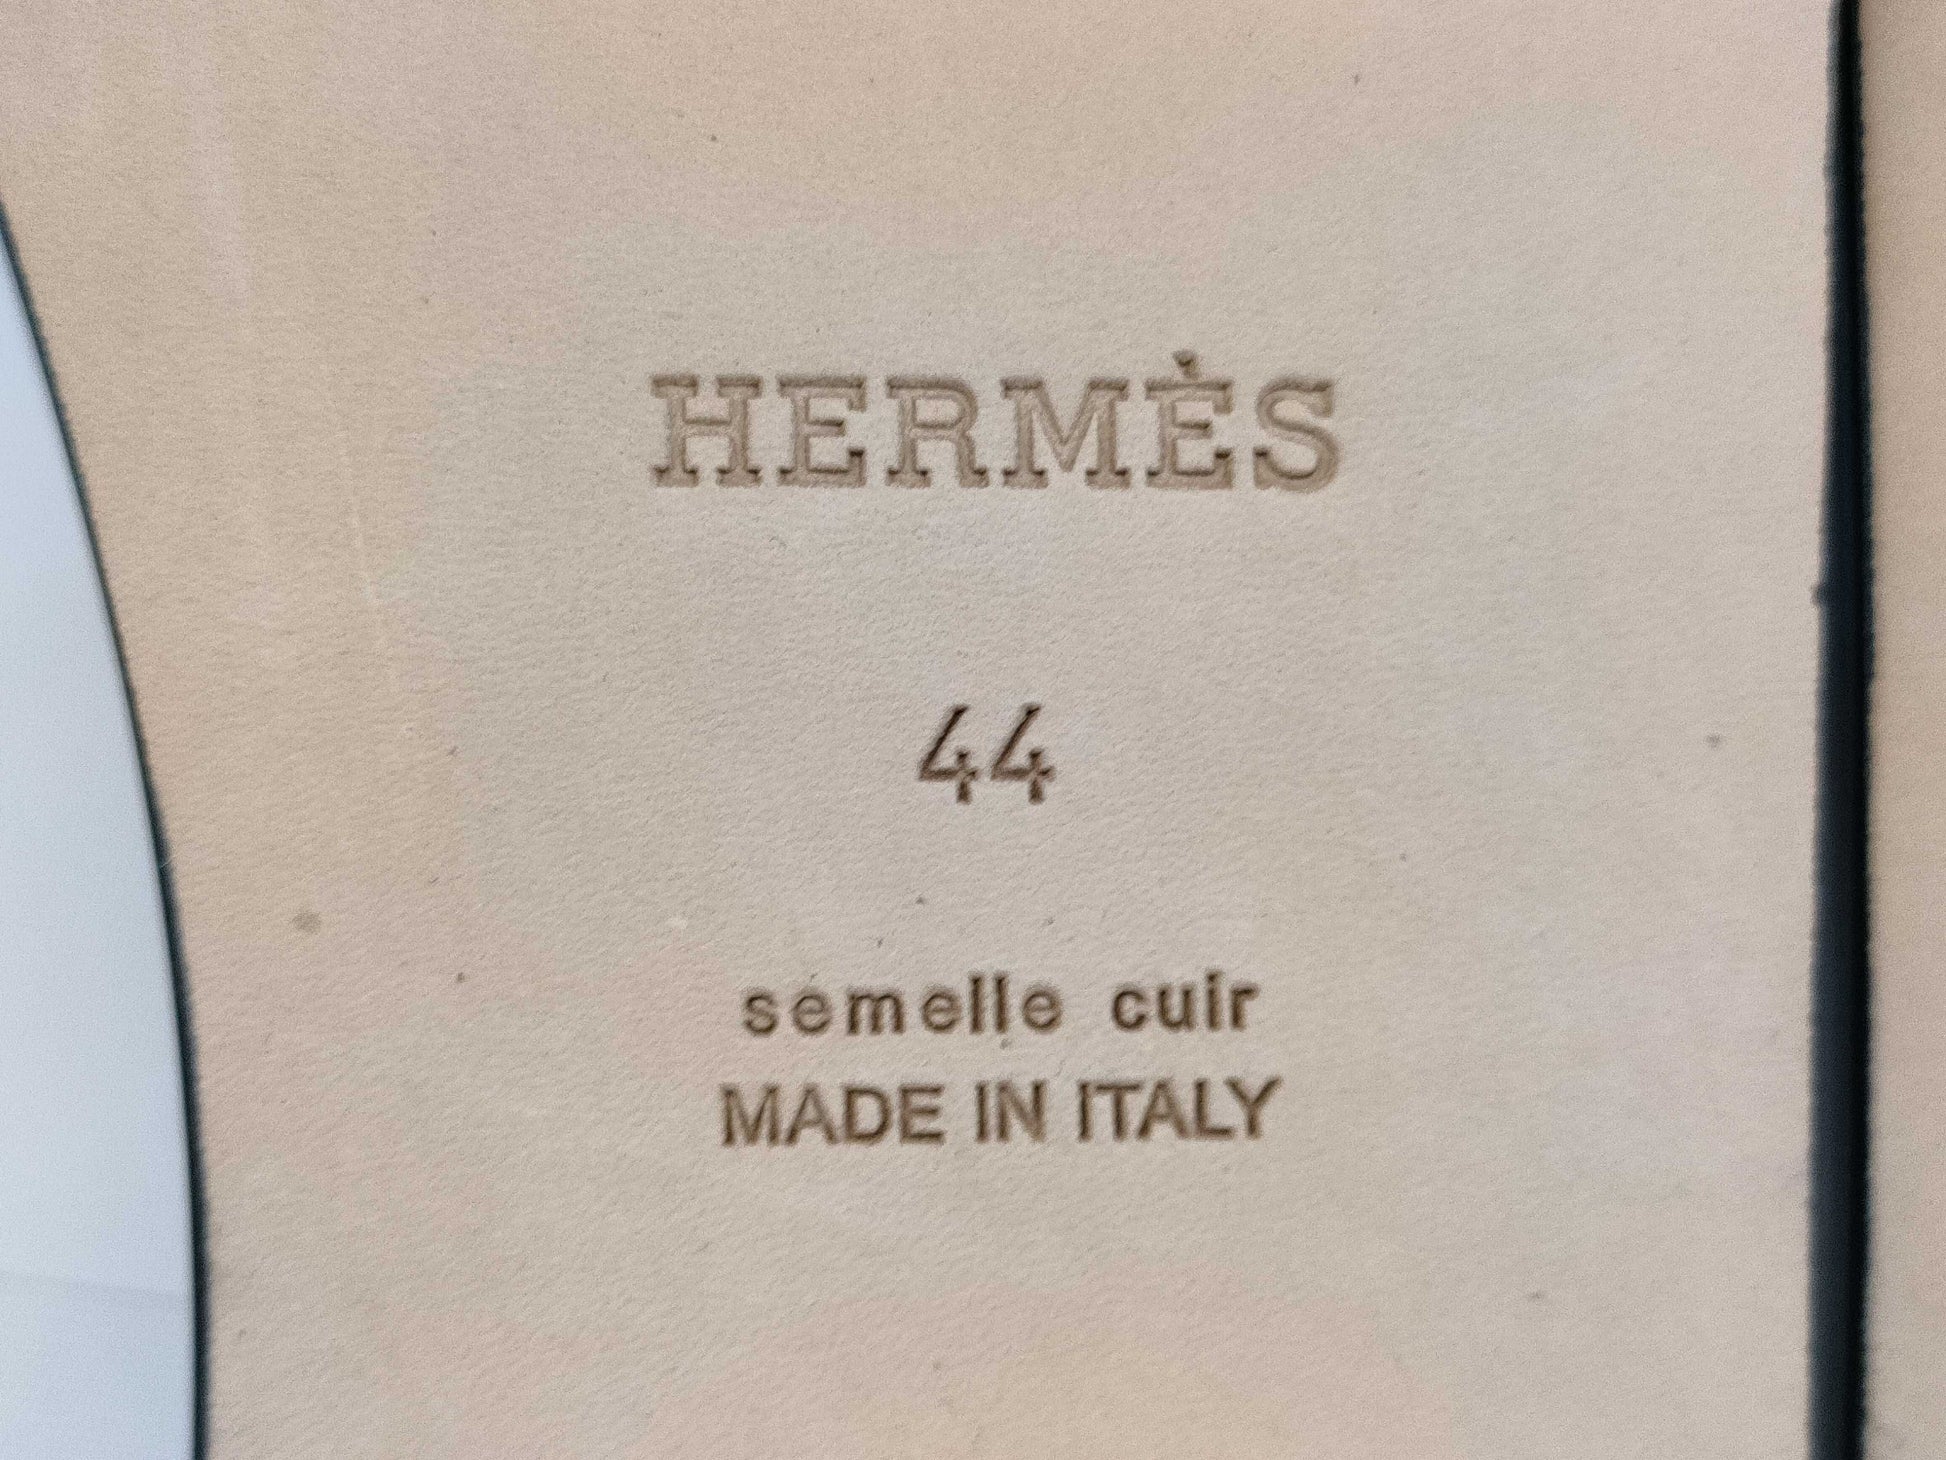 HERMÈS
44
semelle cuir
MADE IN ITALY